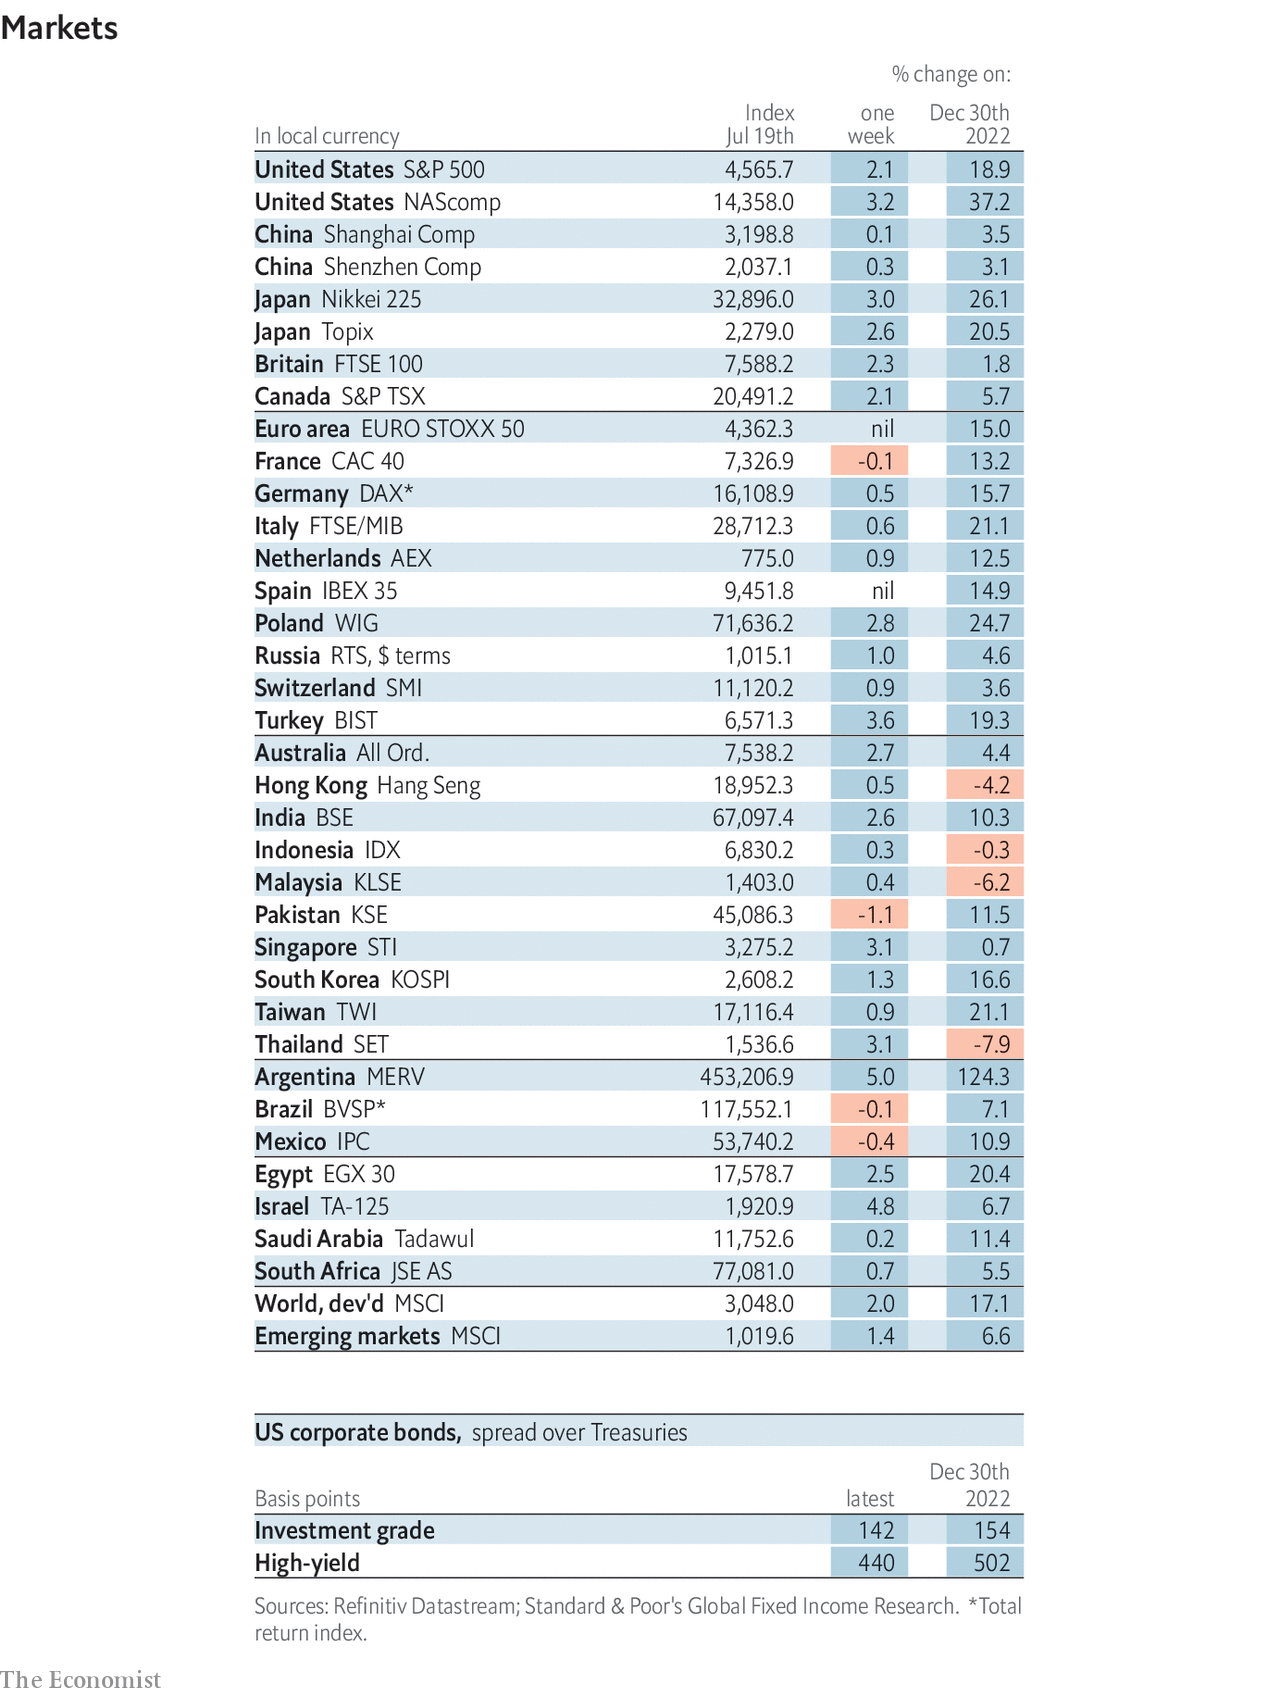 Markets
% change on:
Index one Dec 30th
In local currency Jul 19th week 2022
United States S&P 500 4,565.7 2.1 18.9
United States NAScomp 14,358.0 3.2 37.2
China Shanghai Comp 3,198.8 0.1 3.5
China Shenzhen Comp 2,037.1 0.3 3.1
Japan Nikkei 225 32,896.0 3.0 26.1
Japan Topix 2,279.0 2.6 20.5
Britain FTSE 100 7,588.2 2.3 1.8
Canada S&P TSX 20,491.2 2.1 5.7
Euro area EURO STOXX 50 4,362.3 nil 15.0
France CAC 40 7,326.9 -0.1 13.2
Germany DAX* 16,108.9 0.5 15.7
Italy FTSE/MIB 28,712.3 0.6 21.1
Netherlands AEX 775.0 0.9 12.5
Spain IBEX 35 9,451.8 nil 14.9
Poland WIG 71,636.2 2.8 24.7
Russia RTS, $ terms 1,015.1 1.0 4.6
Switzerland SMI 11,120.2 0.9 3.6
Turkey BIST 6,571.3 3.6 19.3
Australia All Ord. 7,538.2 2.7 4.4
Hong Kong Hang Seng 18,952.3 0.5 -4.2
India BSE 67,097.4 2.6 10.3
Indonesia IDX 6,830.2 0.3 -0.3
Malaysia KLSE 1,403.0 0.4 -6.2
Pakistan KSE 45,086.3 -1.1 11.5
Singapore STI 3,275.2 3.1 0.7
South Korea KOSPI 2,608.2 1.3 16.6
Taiwan TWI 17,116.4 0.9 21.1
Thailand SET 1,536.6 3.1 -7.9
Argentina MERV 453,206.9 5.0 124.3
Brazil BVSP* 117,552.1 -0.1 7.1
Mexico IPC 53,740.2 -0.4 10.9
Egypt EGX 30 17,578.7 2.5 20.4
Israel TA-125 1,920.9 4.8 6.7
Saudi Arabia Tadawul 11,752.6 0.2 11.4
South Africa JSE AS 77,081.0 0.7 5.5
World, dev'd MSCI 3,048.0 2.0 17.1
Emerging markets MSCI 1,019.6 1.4 6.6
US corporate bonds, spread over Treasuries
Dec 30th
Basis points latest 2022
Investment grade 142 154
High-yield 440 502
Sources: Refinitiv Datastream; Standard & Poor's Global Fixed Income Research. *Total
return index.
The Economist